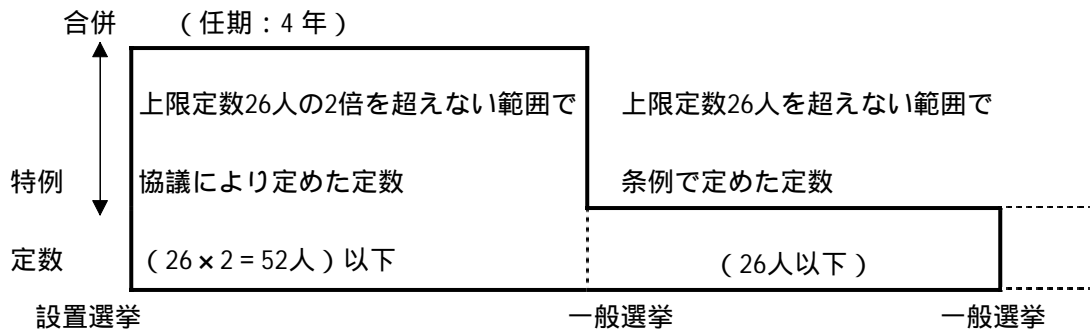 合併 （任期：4年）
上限定数26人の2倍を超えない範囲で 上限定数26人を超えない範囲で
特例 協議により定めた定数 条例で定めた定数
定数 （26×2＝52人）以下 （26人以下）
設置選挙 一般選挙 一般選挙